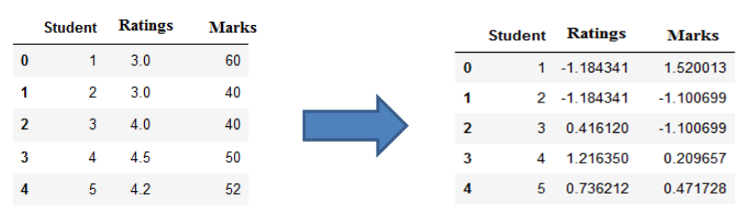 Student Ratings Marks
0 1 3.0 60
1 2 3.0 40
2 3 4.0 40
3 4 4.5 50
4 5 4.2 52
Student Ratings Marks
0 1 -1.184341 1.520013
1 2 -1.184341 -1.100699
2 3 0.416120 -1.100699
3 4 1.216350 0.209657
4 5 0.736212 0.471728